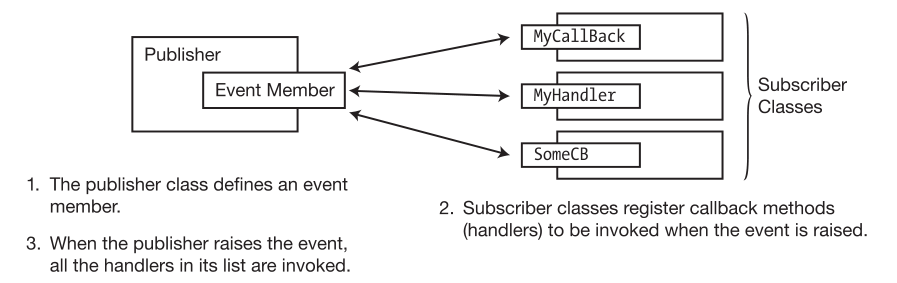 Publisher
Event Member
MyCallBack
MyHandler
SomeCB
Subscriber
Classes
1. The publisher class defines an event
member.
2. Subscriber classes register callback methods
(handlers) to be invoked when the event is raised.
3. When the publisher raises the event,
all the handlers in its list are invoked.